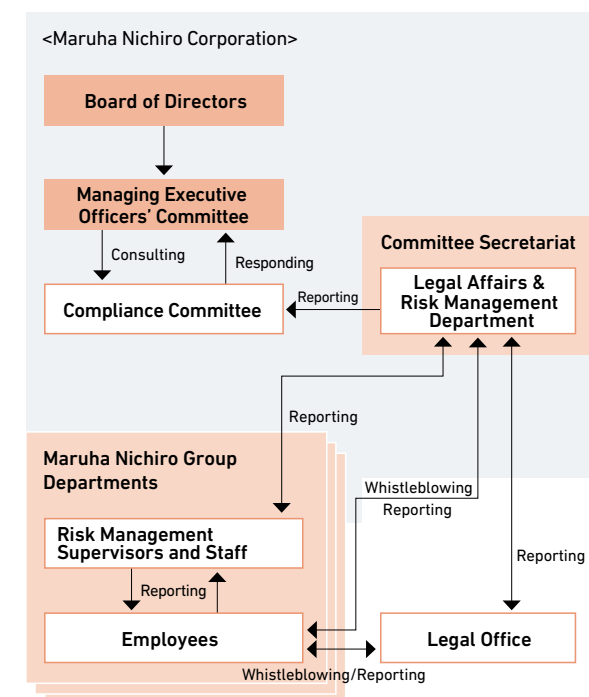 <Maruha Nichiro Corporation>
Board of Directors
Managing Executive
Officers’ Committee
Consulting
Responding
Compliance Committee
Reporting
Committee Secretariat
Legal Affairs &
Risk Management
Department
Reporting
Maruha Nichiro Group
Departments
Whistleblowing
Reporting
Risk Management
Supervisors and Staff
Reporting
Reporting
Employees
Legal Office
Whistleblowing/Reporting